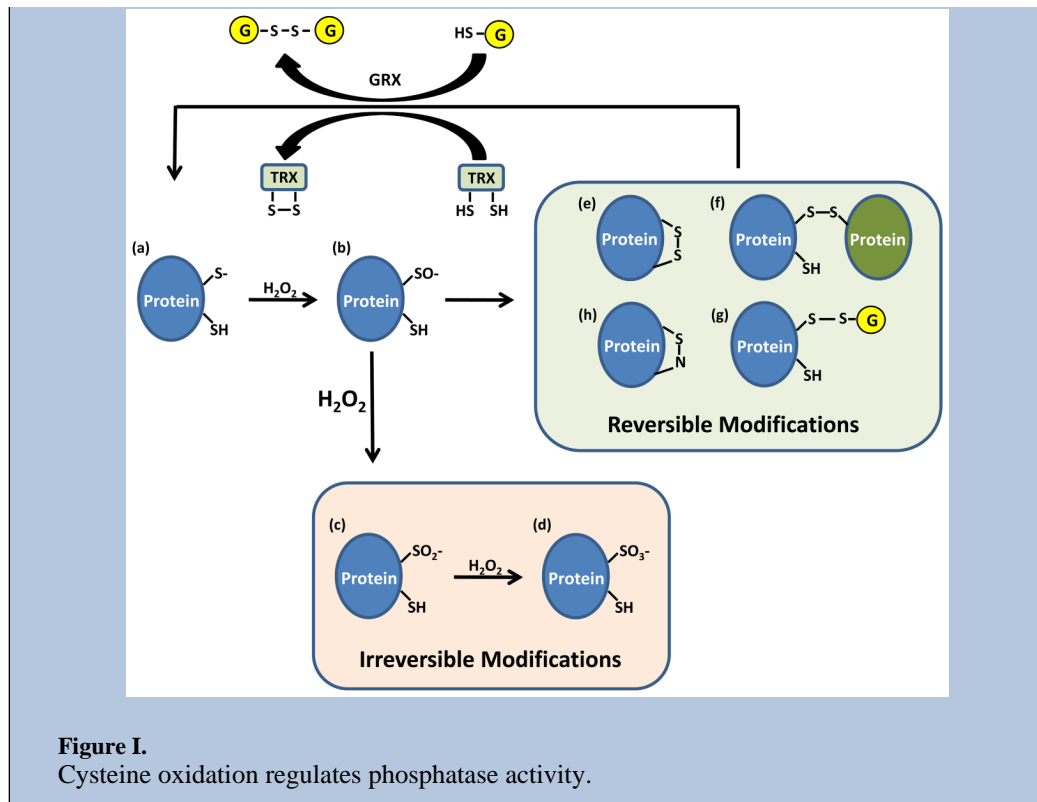 G-S-S-G
HS-G
GRX
TRX
S-S
TRX
HS SH
(a)
Protein
S-
SH
H₂O₂
(b)
Protein
SO-
SH
(e)
Protein
S
S
(f)
Protein
S-S
Protein
SH
(h)
Protein
S
N
(g)
Protein
S-S-G
SH
Reversible Modifications
H₂O₂
(c)
Protein
SO₂-
SH
H₂O₂
(d)
Protein
SO₃-
SH
Irreversible Modifications
Figure I.
Cysteine oxidation regulates phosphatase activity.